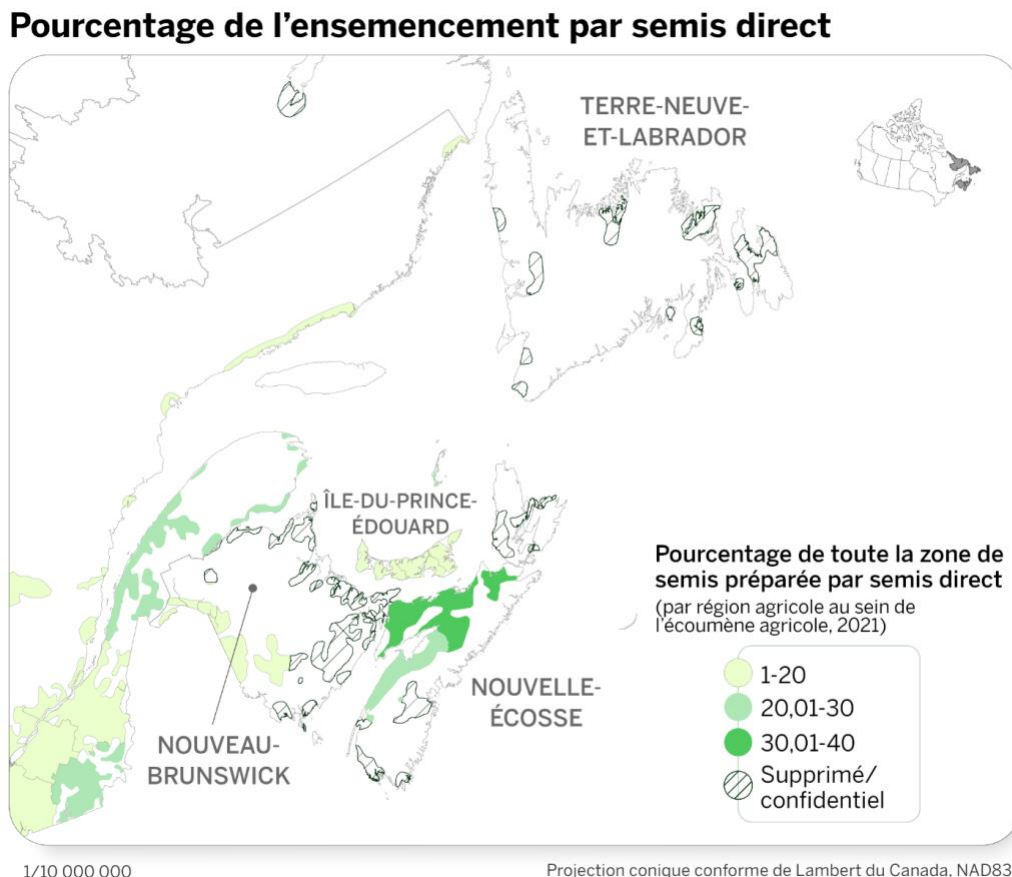 Pourcentage de l’ensemencement par semis direct
TERRE-NEUVE-
ET-LABRADOR
ÎLE-DU-PRINCE-
ÉDOUARD
NOUVELLE-
ÉCOSSE
NOUVEAU-
BRUNSWICK
Pourcentage de toute la zone de
semis préparée par semis direct
(par région agricole au sein de
l’écoumène agricole, 2021)
1-20
20,01-30
30,01-40
Supprimé/
confidentiel
1/10 000 000
Projection conique conforme de Lambert du Canada, NAD83